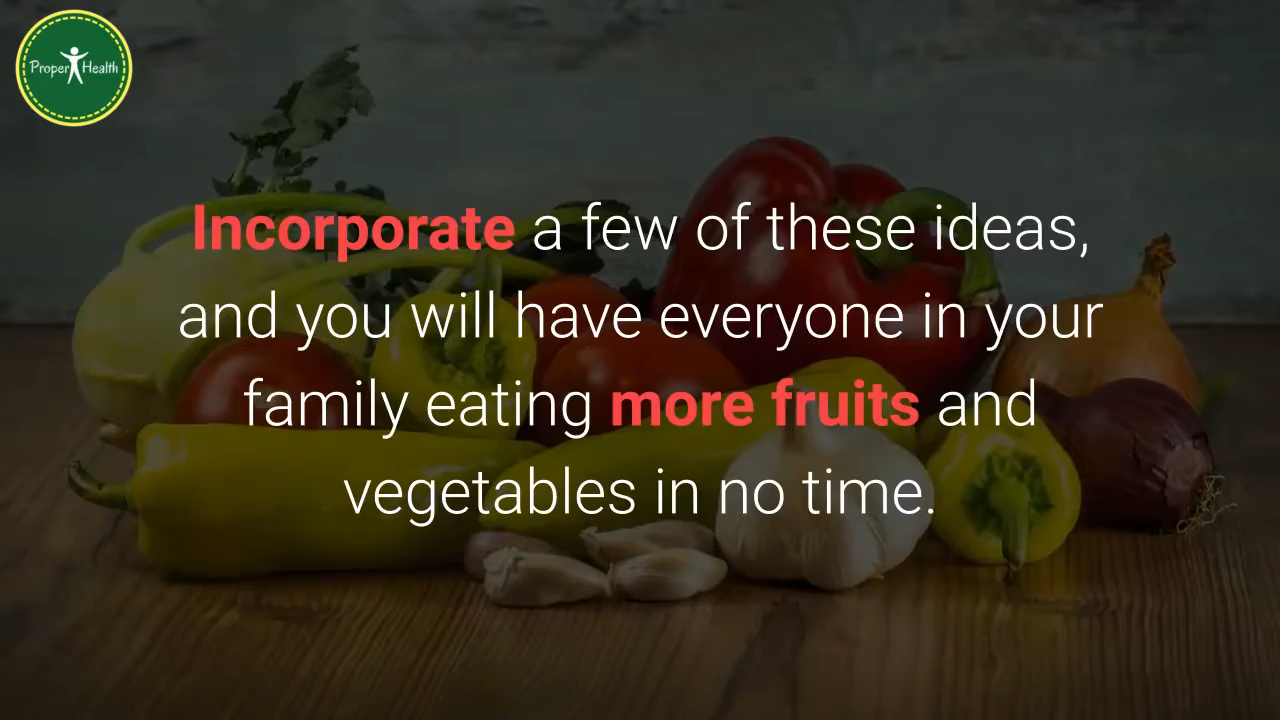 Proper Health
Incorporate a few of these ideas,
and you will have everyone in your
family eating more fruits and
vegetables in no time.